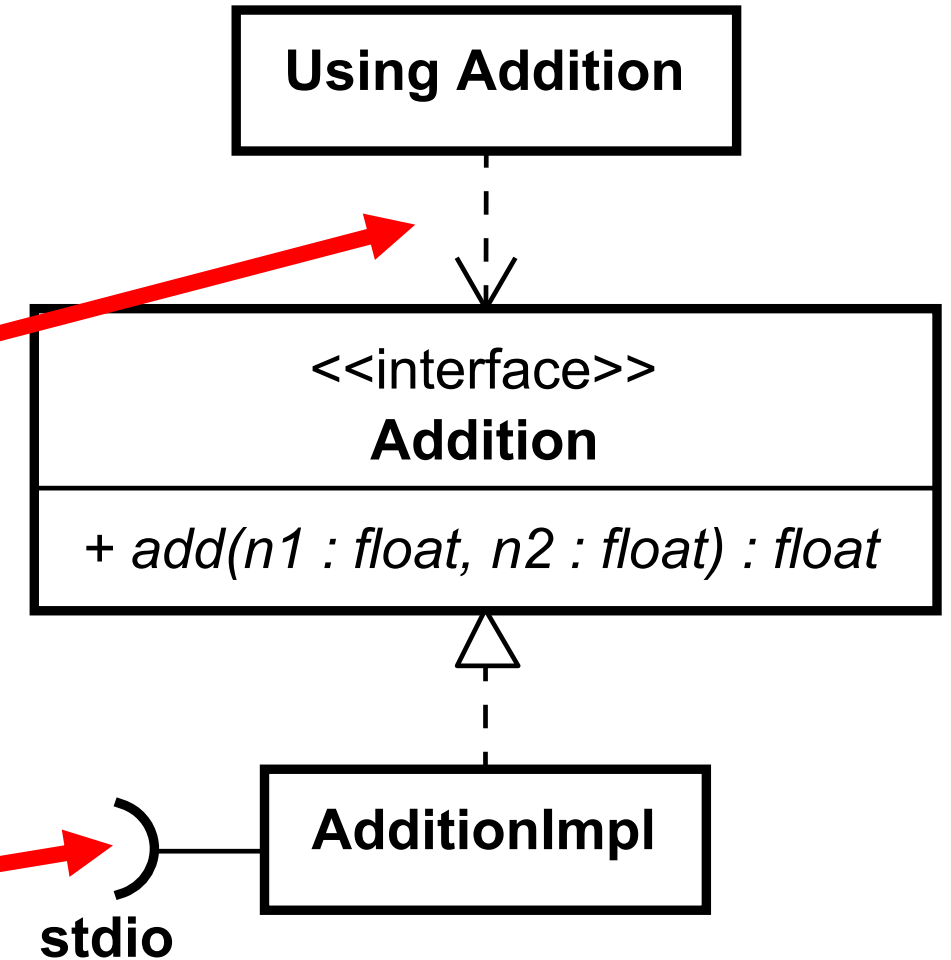 Using Addition
<<interface>>
Addition
+ add(n1 : float, n2 : float) : float
AdditionImpl
stdio